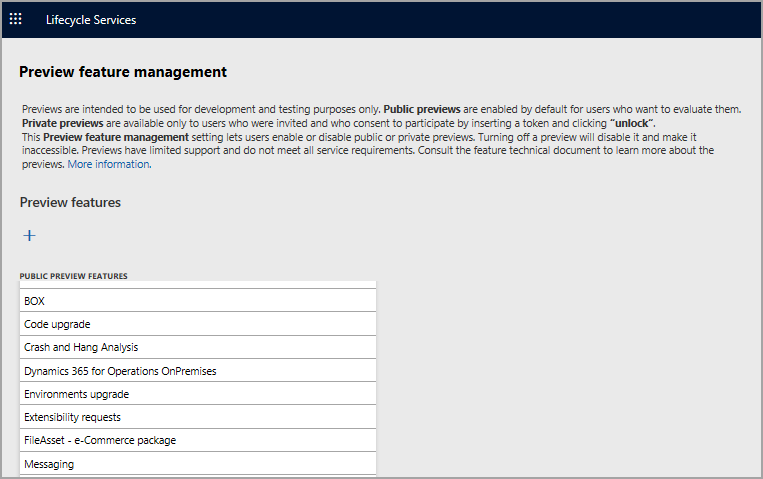 Lifecycle Services
Preview feature management
Previews are intended to be used for development and testing purposes only. Public previews are enabled by default for users who want to evaluate them.
Private previews are available only to users who were invited and who consent to participate by inserting a token and clicking "unlock".
This Preview feature management setting lets users enable or disable public or private previews. Turning off a preview will disable it and make it
inaccessible. Previews have limited support and do not meet all service requirements. Consult the feature technical document to learn more about the
previews. More information.
Preview features
PUBLIC PREVIEW FEATURES
BOX
Code upgrade
Crash and Hang Analysis
Dynamics 365 for Operations OnPremises
Environments upgrade
Extensibility requests
FileAsset - e-Commerce package
Messaging